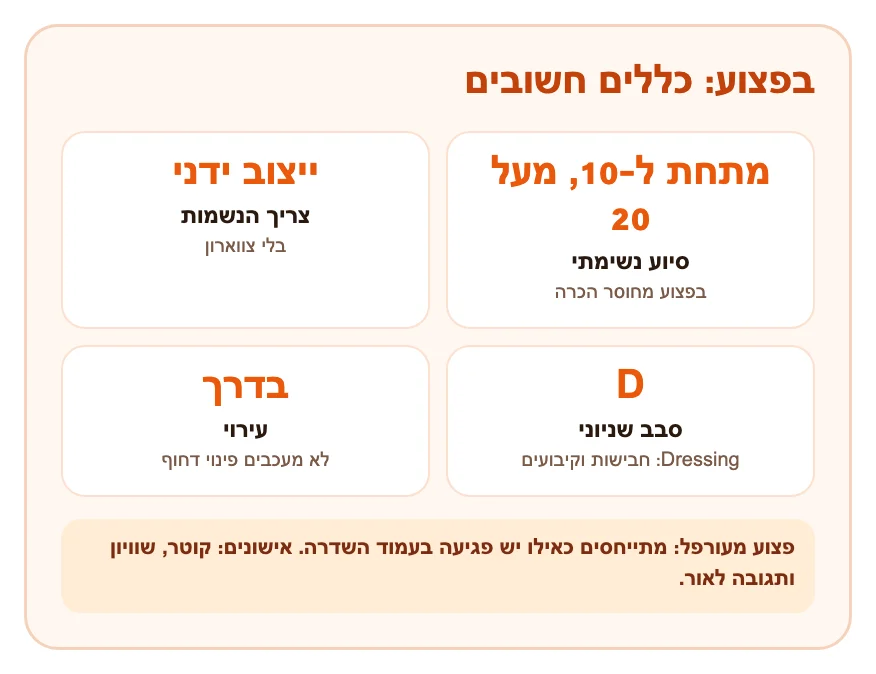 בפצוע: כללים חשובים
מתחת ל-10, מעל
20
סיוע נשימתי
בפצוע מחוסר הכרה
ייצוב ידני
צריך הנשמות
בלי צווארון
D
סבב שניוני
Dressing: חבישות וקיבועים
בדרך
עירוי
לא מעכבים פינוי דחוף
פצוע מעורפל: מתייחסים כאילו יש פגיעה בעמוד השדרה. אישונים: קוטר, שוויון
ותגובה לאור.